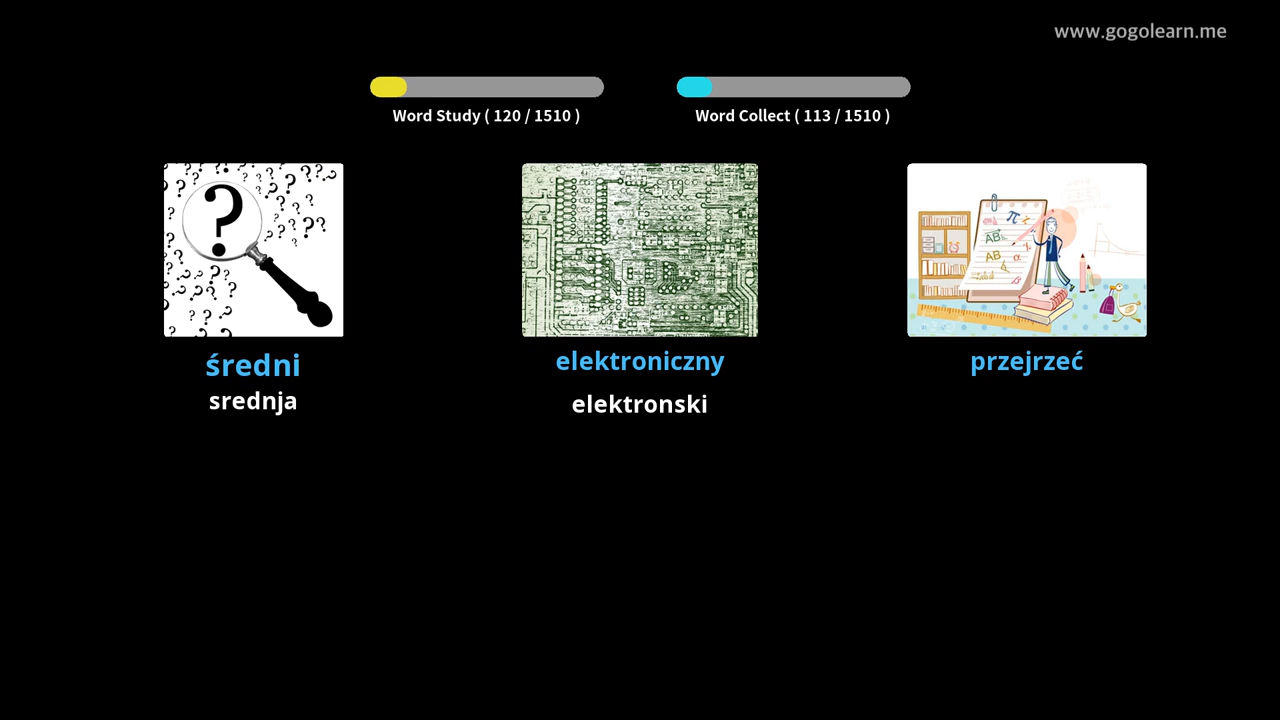 www.gogolearn.me
Word Study ( 120 / 1510 )
Word Collect ( 113 / 1510 )
średni
srednja
elektroniczny
elektronski
przejrzeć